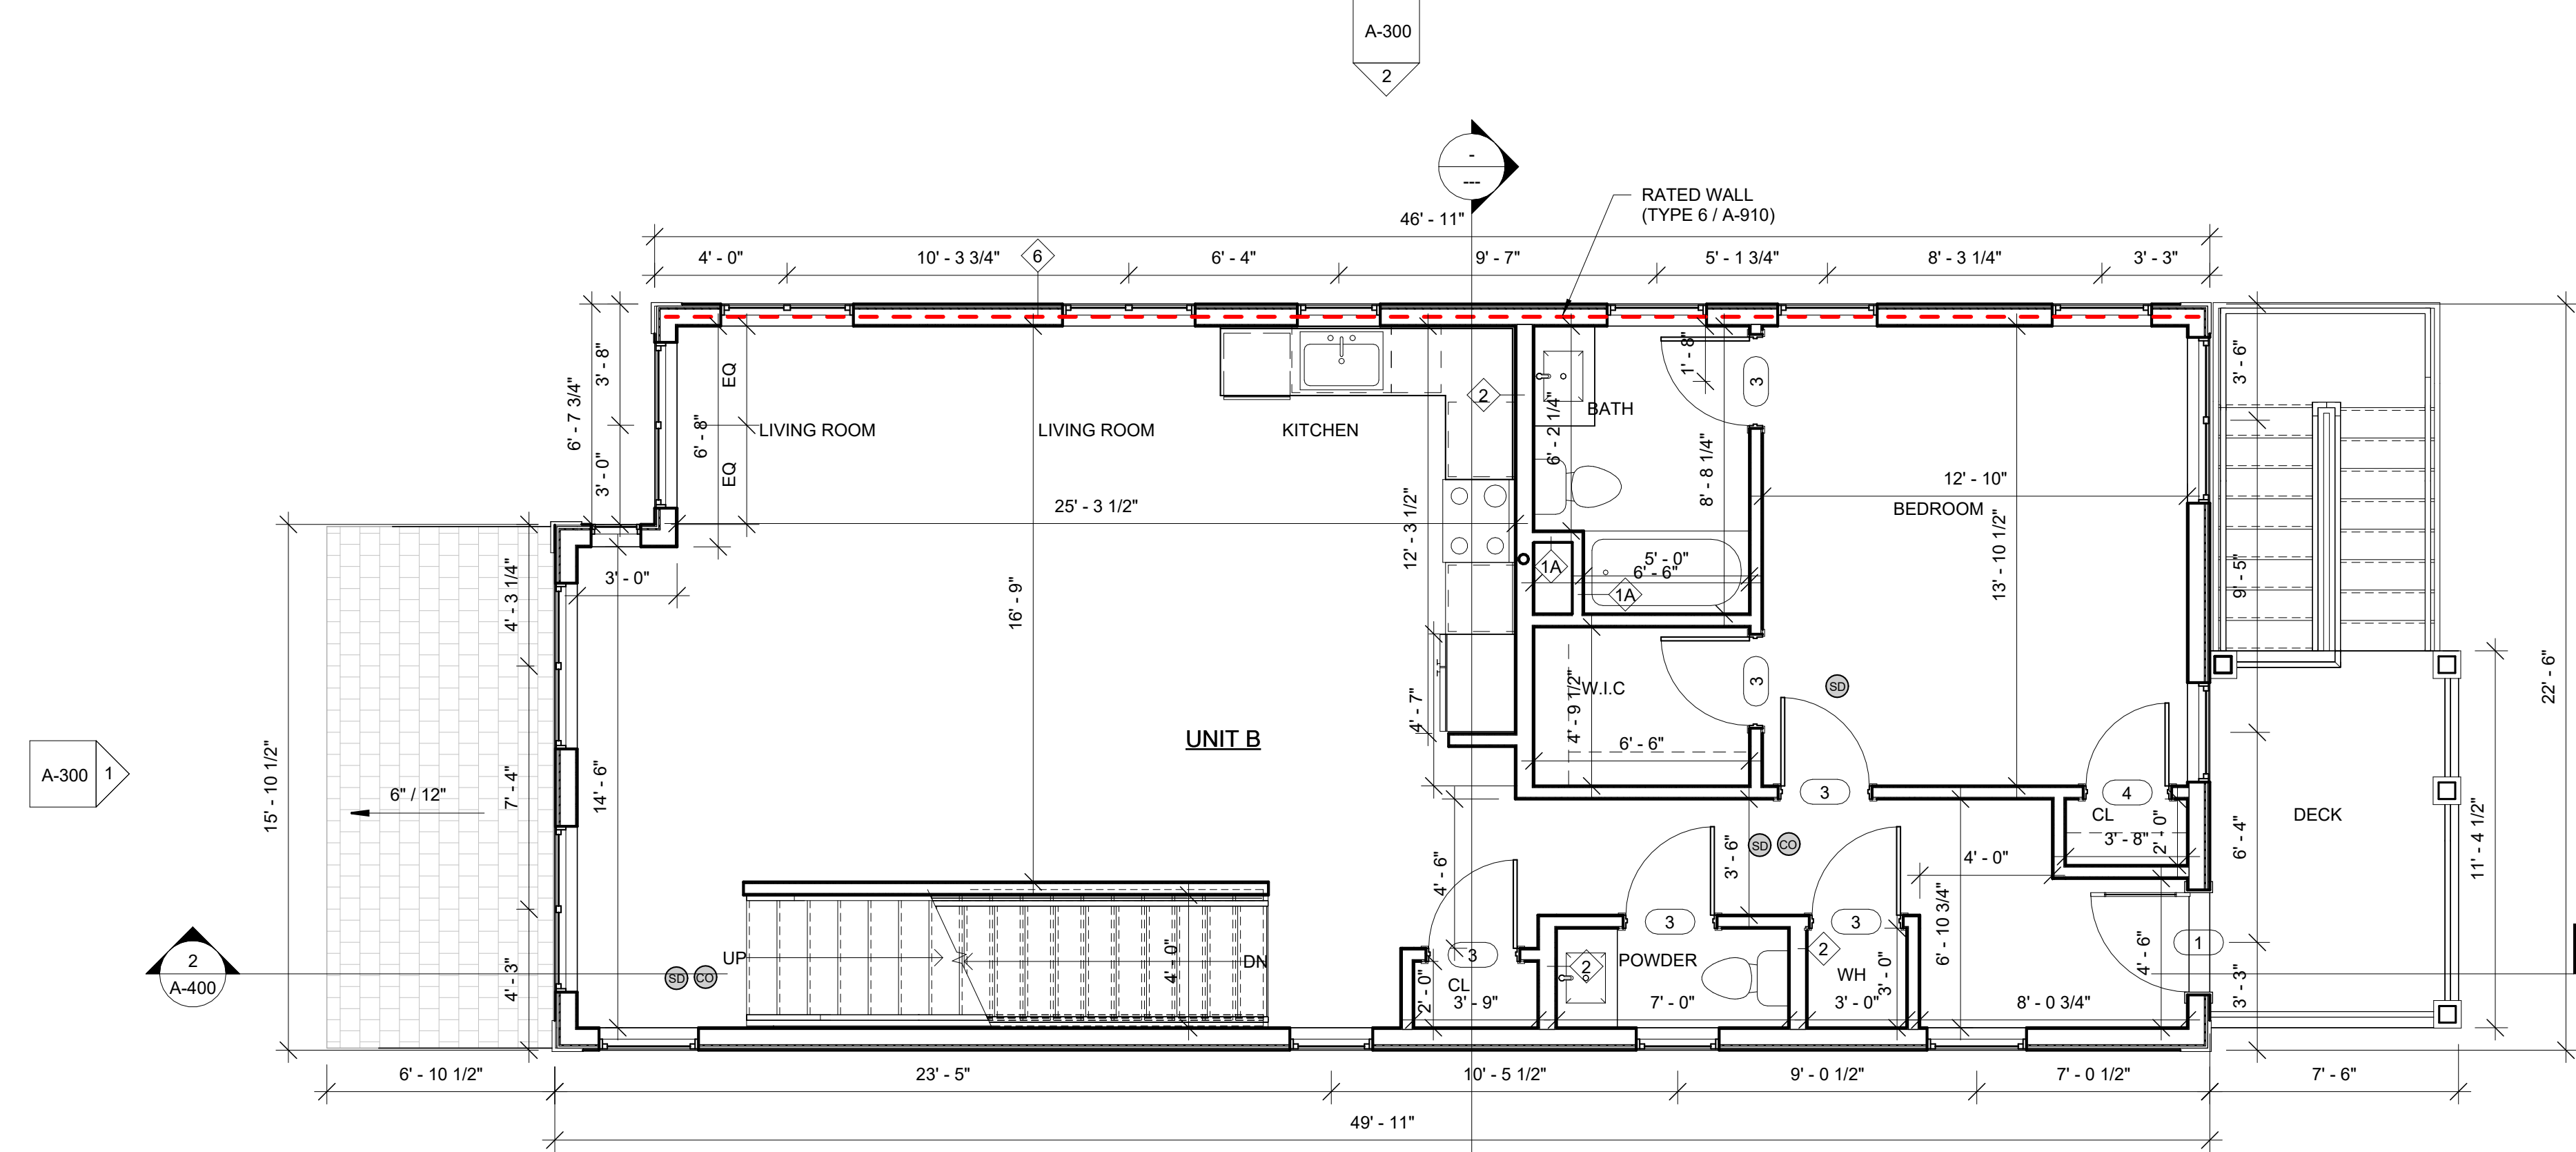 A-300
2
-
---
RATED WALL
(TYPE 6 / A-910)
46' - 11"
4' - 0"
10' - 3 3/4"
6
6' - 4"
9' - 7"
5' - 1 3/4"
8' - 3 1/4"
3' - 3"
6' - 7 3/4"
3' - 8"
3' - 0"
6' - 8"
EQ
EQ
LIVING ROOM
LIVING ROOM
KITCHEN
2
BATH
6' - 2 1/4"
1' - 8"
3
8' - 8 1/4"
12' - 10"
BEDROOM
13' - 10 1/2"
3' - 6"
9' - 5"
22' - 6"
25' - 3 1/2"
12' - 3 1/2"
16' - 9"
3' - 0"
1A
5' - 0"
6' - 6"
1A
4' - 3 1/4"
W.I.C
4' - 9 1/2"
3
SD
4' - 7"
6' - 6"
UNIT B
A-300
1
15' - 10 1/2"
6" / 12"
7' - 4"
14' - 6"
3
4
CL
3' - 8"
2' - 0"
DECK
6' - 4"
11' - 4 1/2"
SD
CO
3' - 6"
4' - 6"
4' - 0"
6' - 10 3/4"
2
A-400
4' - 3"
SD
CO
UP
DN
4' - 0"
3
CL
3' - 9"
2' - 0"
2
3
POWDER
7' - 0"
2
3
WH
3' - 0"
3' - 0"
8' - 0 3/4"
4' - 6"
1
3' - 3"
6' - 10 1/2"
23' - 5"
10' - 5 1/2"
9' - 0 1/2"
7' - 0 1/2"
7' - 6"
49' - 11"